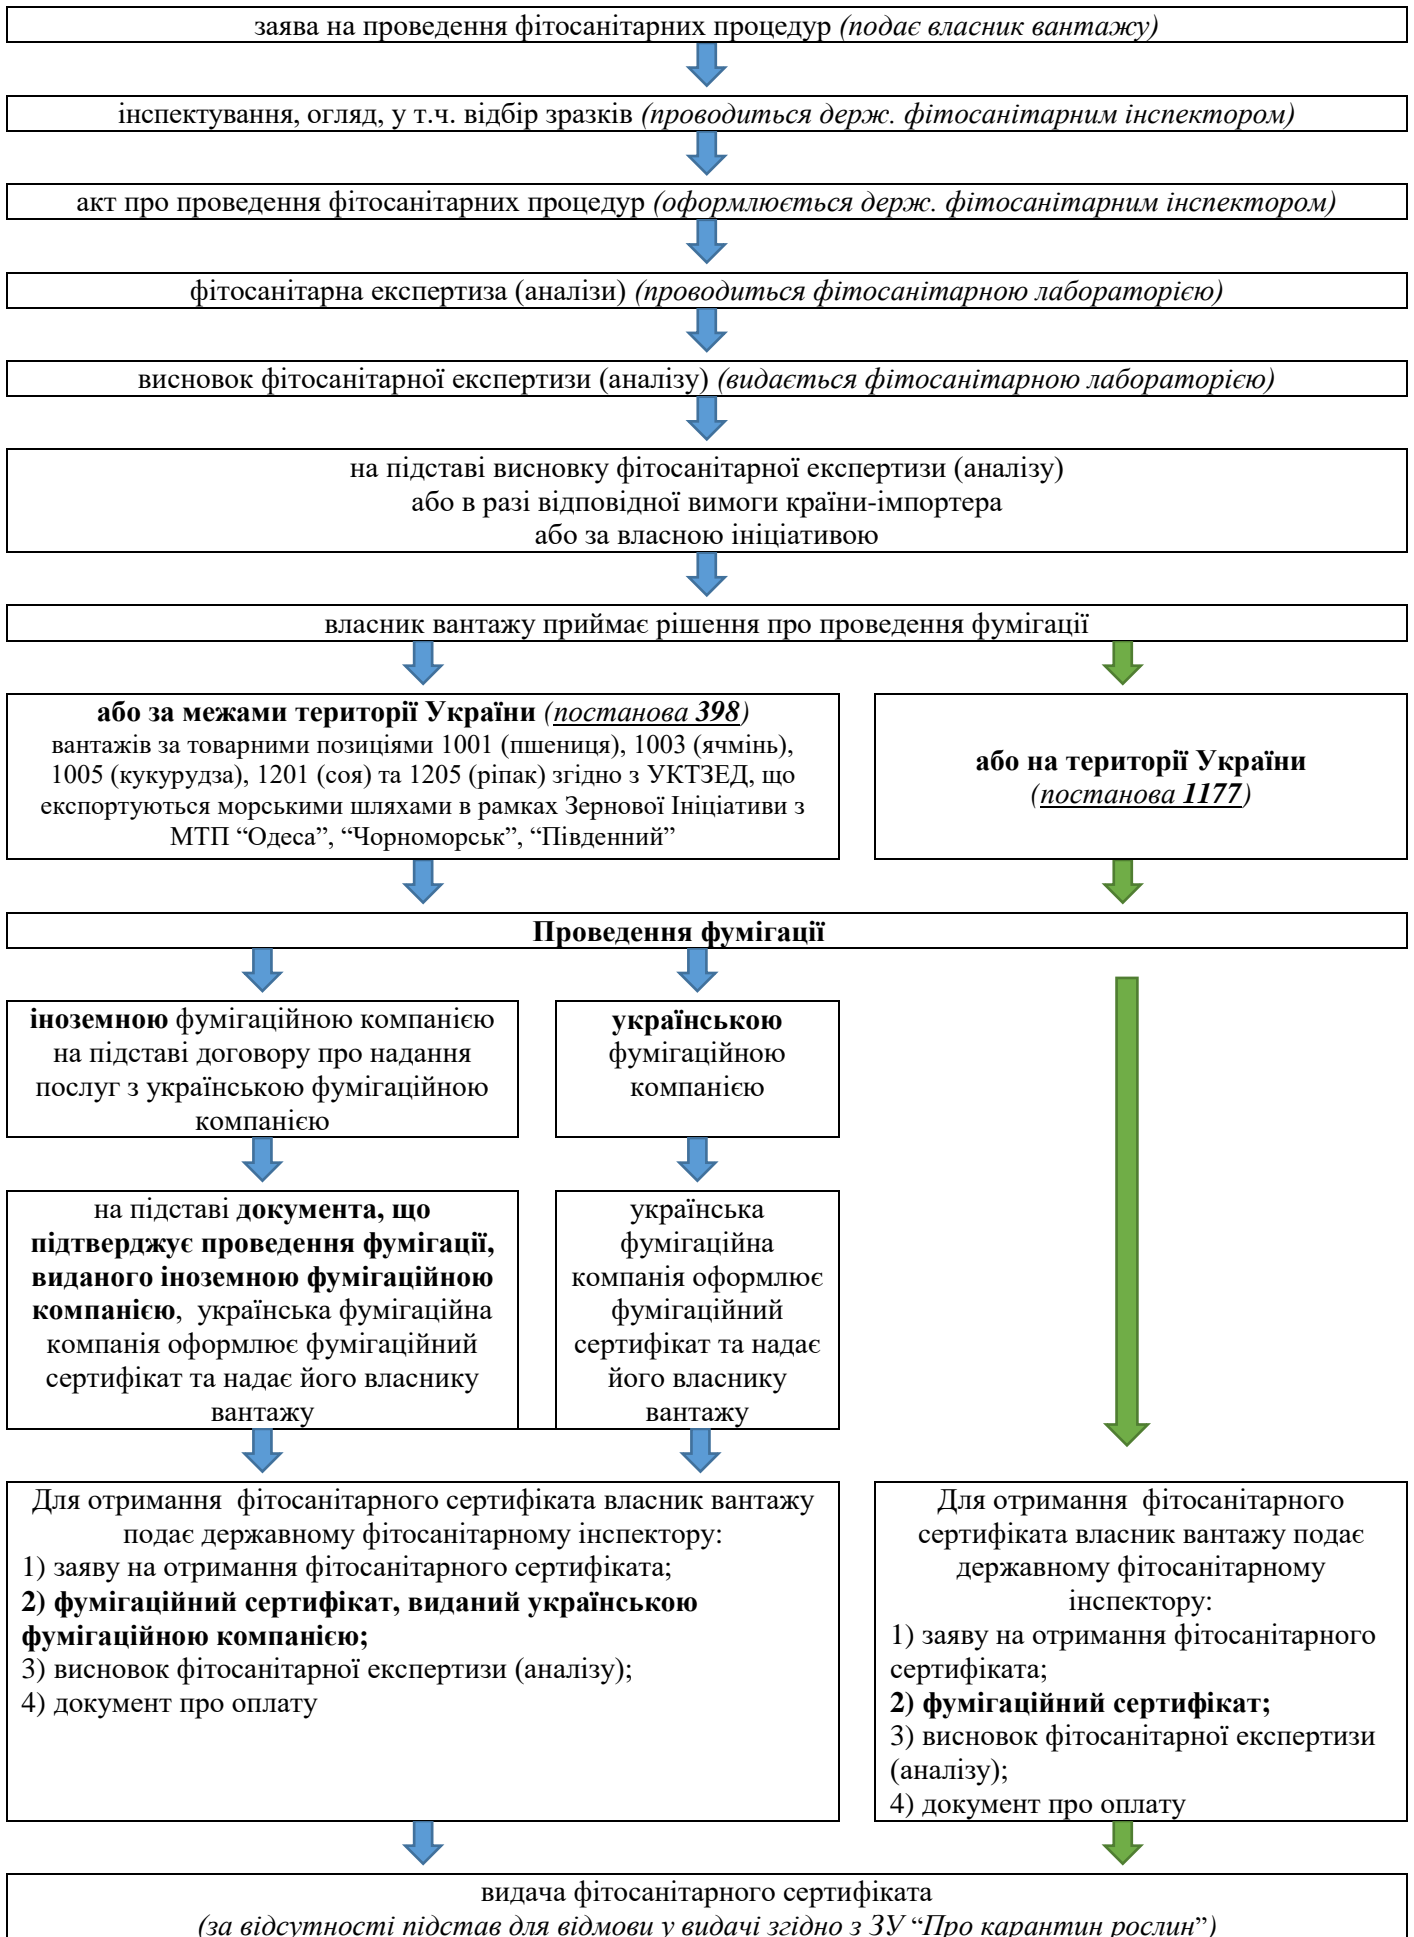 заява на проведення фітосанітарних процедур (подає власник вантажу)
інспектування, огляд, у т.ч. відбір зразків (проводиться держ. фітосанітарним інспектором)
акт про проведення фітосанітарних процедур (оформлюється держ. фітосанітарним інспектором)
фітосанітарна експертиза (аналізи) (проводиться фітосанітарною лабораторією)
висновок фітосанітарної експертизи (аналізу) (видається фітосанітарною лабораторією)
на підставі висновку фітосанітарної експертизи (аналізу)
або в разі відповідної вимоги країни-імпортера
або за власною ініціативою
власник вантажу приймає рішення про проведення фумігації
або за межами території України (постанова 398)
вантажів за товарними позиціями 1001 (пшениця), 1003 (ячмінь),
1005 (кукурудза), 1201 (соя) та 1205 (ріпак) згідно з УКТЗЕД, що
експортуються морськими шляхами в рамках Зернової Ініціативи з
МТП “Одеса”, “Чорноморськ”, “Південний”
або на території України
(постанова 1177)
Проведення фумігації
іноземною фумігаційною компанією
на підставі договору про надання
послуг з українською фумігаційною
компанією
українською
фумігаційною
компанією
на підставі документа, що
підтверджує проведення фумігації,
виданого іноземною фумігаційною
компанією, українська фумігаційна
компанія оформлює фумігаційний
сертифікат та надає його власнику
вантажу
українська
фумігаційна
компанія оформлює
фумігаційний
сертифікат та надає
його власнику
вантажу
Для отримання фітосанітарного сертифіката власник вантажу
подає державному фітосанітарному інспектору:
1) заяву на отримання фітосанітарного сертифіката;
2) фумігаційний сертифікат, виданий українською
фумігаційною компанією;
3) висновок фітосанітарної експертизи (аналізу);
4) документ про оплату
Для отримання фітосанітарного
сертифіката власник вантажу подає
державному фітосанітарному
інспектору:
1) заяву на отримання фітосанітарного
сертифіката;
2) фумігаційний сертифікат;
3) висновок фітосанітарної експертизи
(аналізу);
4) документ про оплату
видача фітосанітарного сертифіката
(за відсутності підстав для відмови у видачі згідно з ЗУ “Про карантин рослин”)